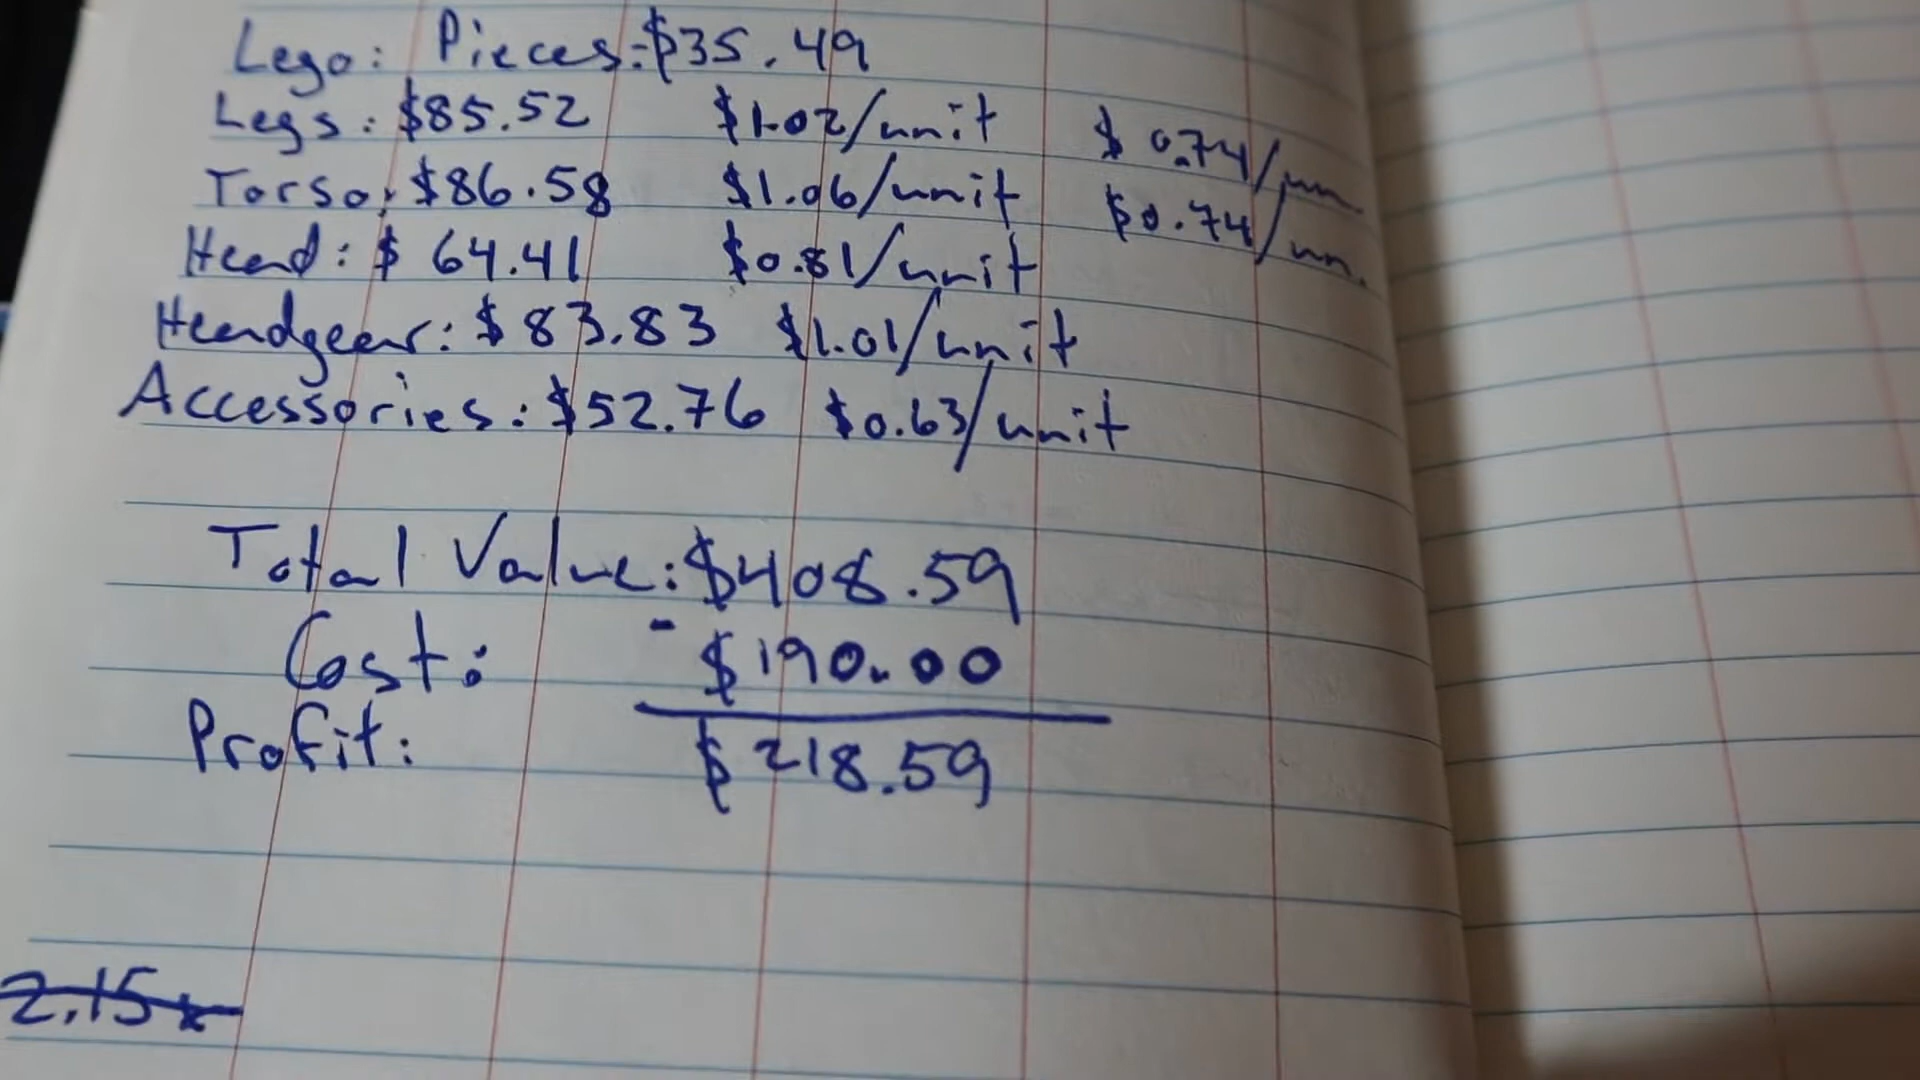 Lego: Pieces:$35.49
Legs: $85.52 $1.02/unit $0.74/un.
Torso: $86.58 $1.06/unit $0.74/un.
Head: $64.41 $0.81/unit
Headgear: $83.83 $1.01/unit
Accessories: $52.76 $0.63/unit
Total Value: $408.59
Cost: - $190.00
Profit: $218.59
2.15x